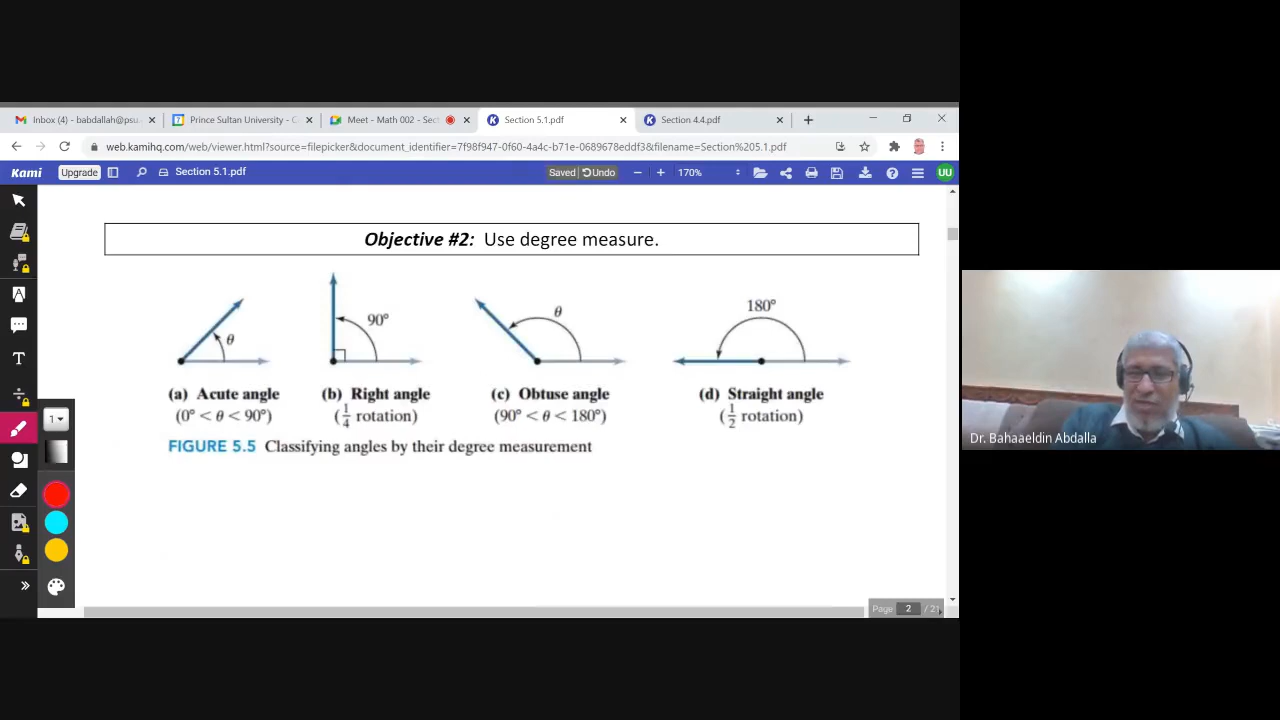 Inbox (4) - babdallah@psu.
Prince Sultan University - C
Meet - Math 002 - Sec
Section 5.1.pdf
Section 4.4.pdf
web.kamihq.com/web/viewer.html?source=filepicker&document_identifier=7f98f947-0f60-4a4c-b71e-0689678eddf3&filename=Section%205.1.pdf
Kami Upgrade Section 5.1.pdf Saved Undo 170% UU
Objective #2: Use degree measure.
θ 90° θ 180°
(a) Acute angle (b) Right angle (c) Obtuse angle (d) Straight angle
(0° < θ < 90°) (1/4 rotation) (90° < θ < 180°) (1/2 rotation)
FIGURE 5.5 Classifying angles by their degree measurement
1
Page 2 / 21
Dr. Bahaaeldin Abdalla